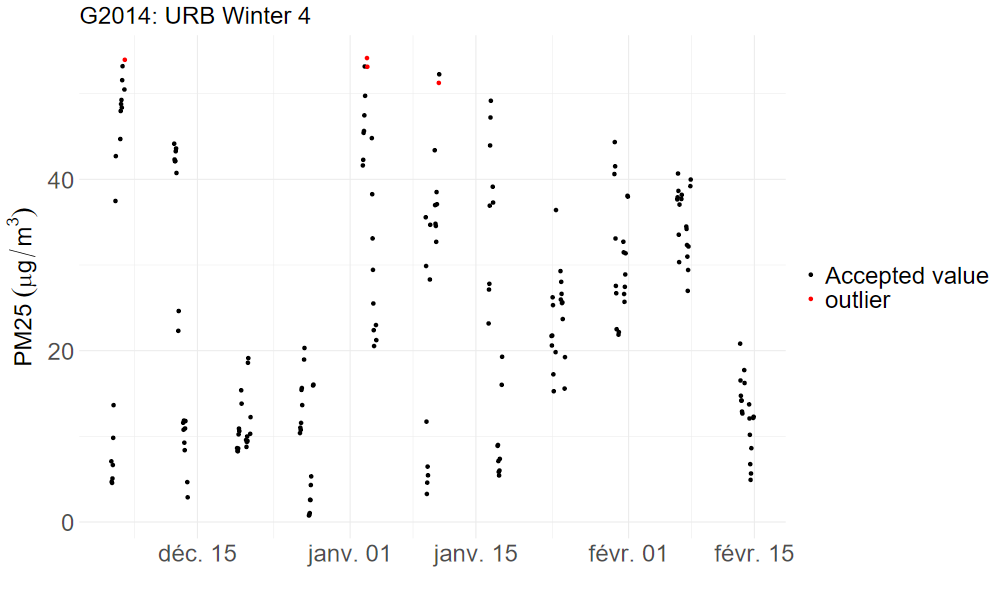 G2014: URB Winter 4
PM25 (μg/m³)
40
20
0
déc. 15
janv. 01
janv. 15
févr. 01
févr. 15
Accepted value
outlier